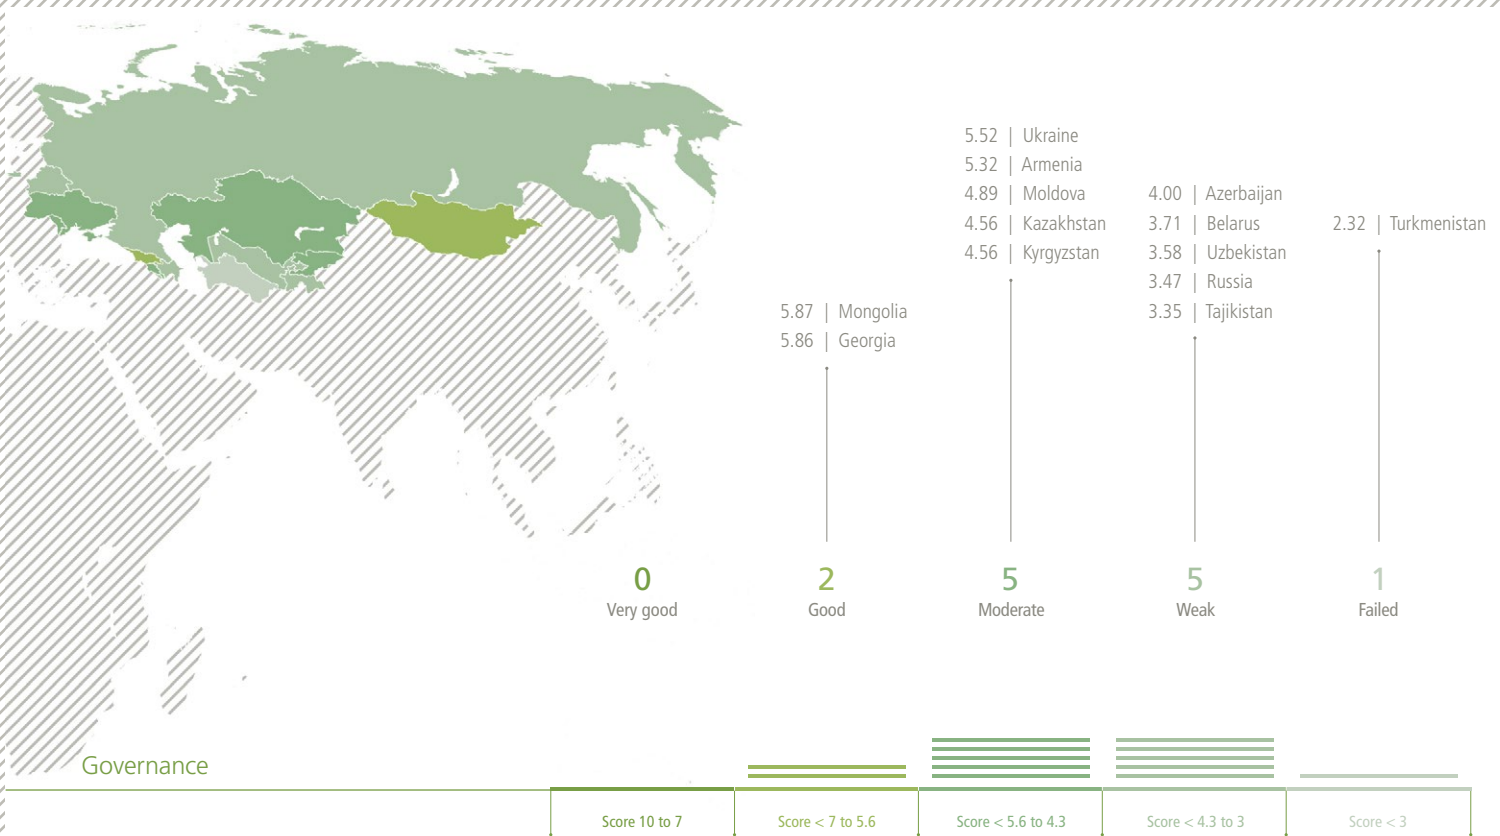 5.87 | Mongolia
5.86 | Georgia
2
Good
5.52 | Ukraine
5.32 | Armenia
4.89 | Moldova
4.56 | Kazakhstan
4.56 | Kyrgyzstan
5
Moderate
4.00 | Azerbaijan
3.71 | Belarus
3.58 | Uzbekistan
3.47 | Russia
3.35 | Tajikistan
5
Weak
2.32 | Turkmenistan
1
Failed
0
Very good
Governance
Score 10 to 7
Score < 7 to 5.6
Score < 5.6 to 4.3
Score < 4.3 to 3
Score < 3